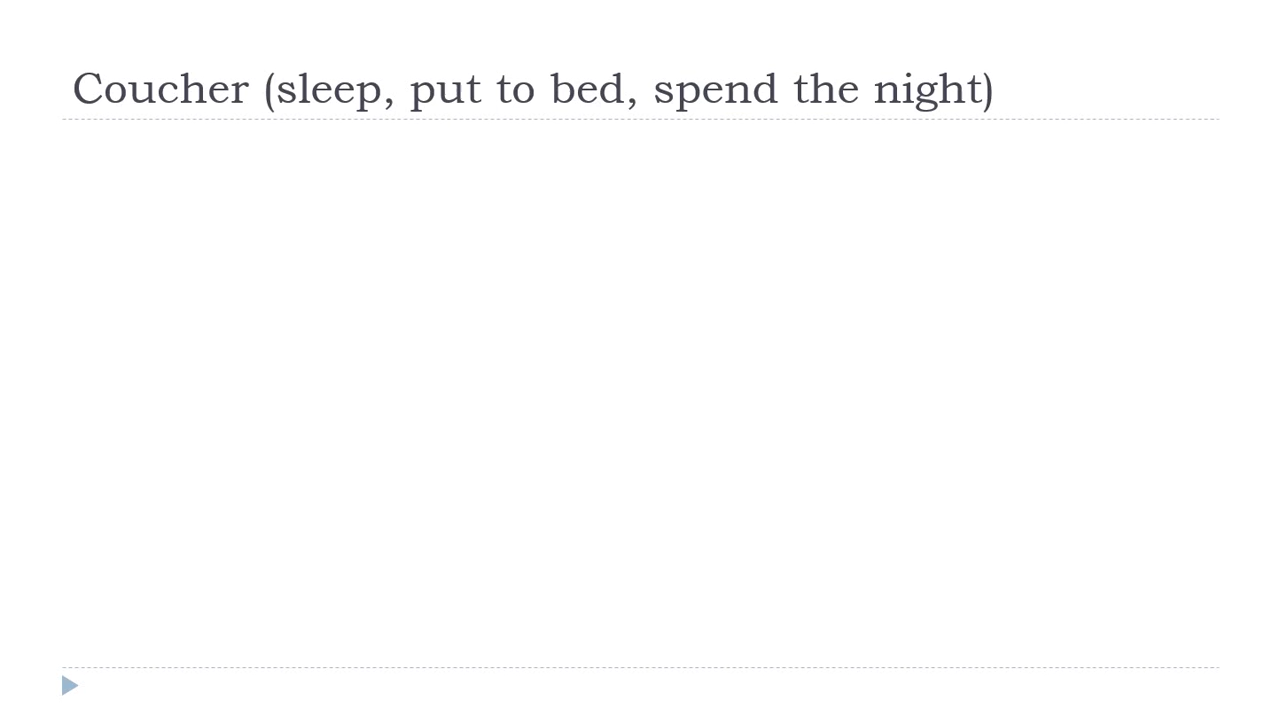 Coucher (sleep, put to bed, spend the night)